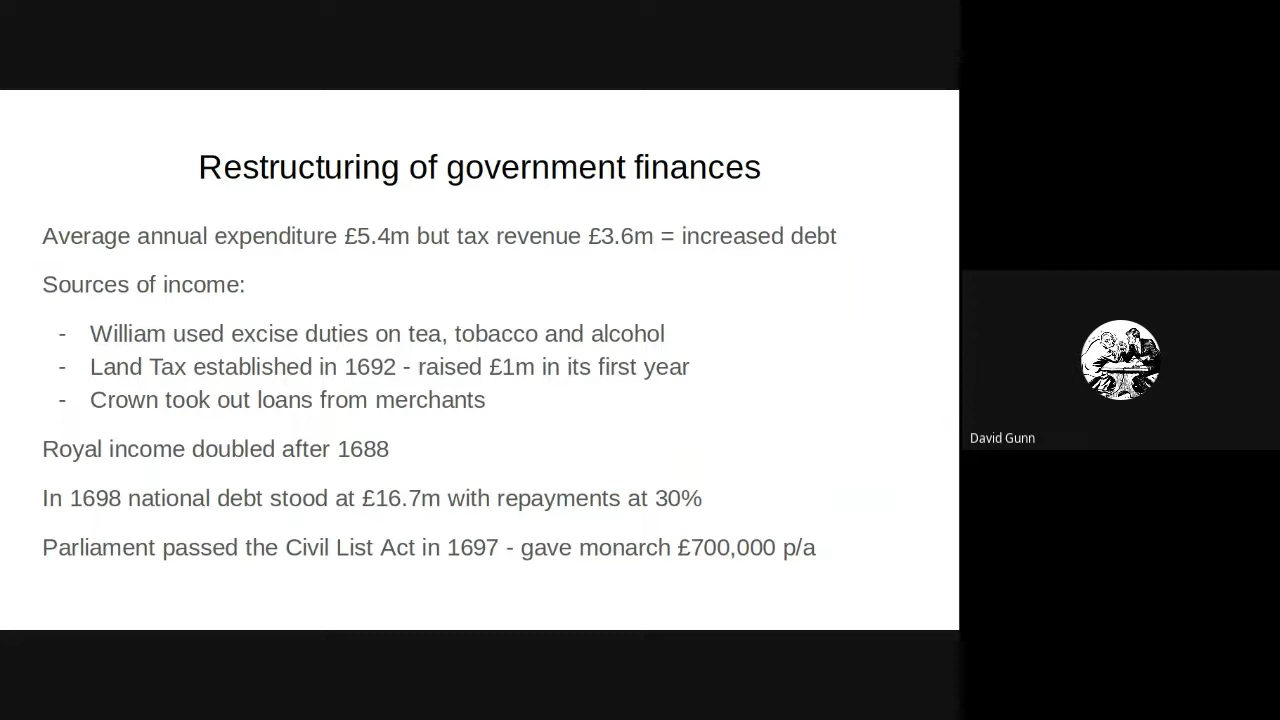 Restructuring of government finances
Average annual expenditure £5.4m but tax revenue £3.6m = increased debt
Sources of income:
- William used excise duties on tea, tobacco and alcohol
- Land Tax established in 1692 - raised £1m in its first year
- Crown took out loans from merchants
Royal income doubled after 1688
In 1698 national debt stood at £16.7m with repayments at 30%
Parliament passed the Civil List Act in 1697 - gave monarch £700,000 p/a
David Gunn